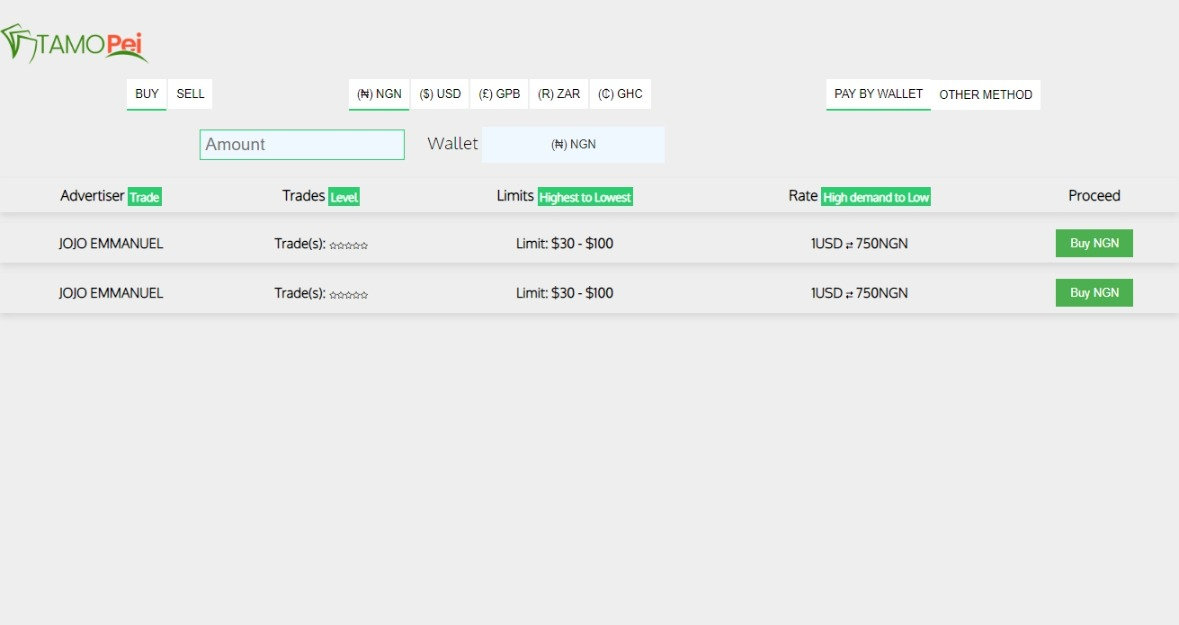 TAMOPei
BUY SELL (₦) NGN ($) USD (£) GPB (R) ZAR (₵) GHC PAY BY WALLET OTHER METHOD
Amount Wallet (₦) NGN
Advertiser Trade Trades Level Limits Highest to Lowest Rate High demand to Low Proceed
JOJO EMMANUEL Trade(s): ☆☆☆☆☆ Limit: $30 - $100 1USD ⇄ 750NGN Buy NGN
JOJO EMMANUEL Trade(s): ☆☆☆☆☆ Limit: $30 - $100 1USD ⇄ 750NGN Buy NGN